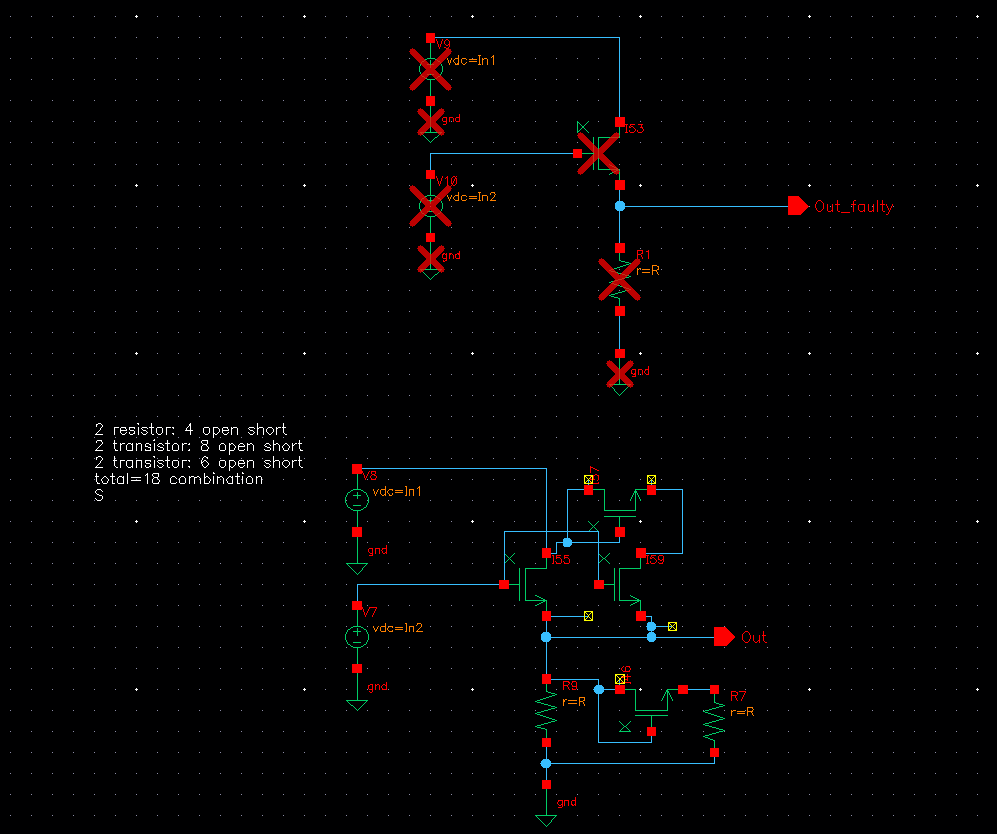 V9
vdc=In1
gnd
I53
V10
vdc=In2
gnd
Out_faulty
R1
r=R
gnd
2 resistor: 4 open short
2 transistor: 8 open short
2 transistor: 6 open short
total=18 combination
S
V8
vdc=In1
gnd
I55
I59
V7
vdc=In2
gnd
Out
R9
r=R
R7
r=R
gnd